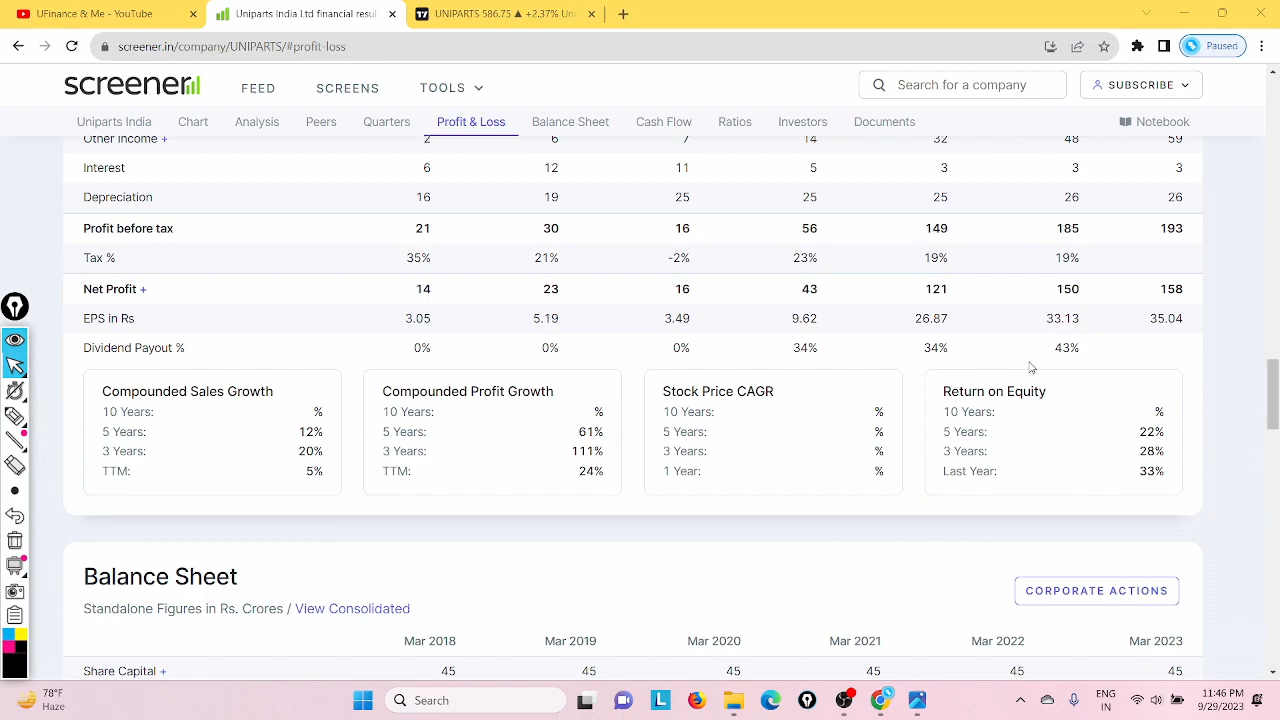 UFinance & Me - YouTube
Uniparts India Ltd financial result
UNIPARTS 586.75 ▲ +2.37% Unn
screener.in/company/UNIPARTS/#profit-loss
Paused
screener
FEED
SCREENS
TOOLS
Search for a company
SUBSCRIBE
Uniparts India Chart Analysis Peers Quarters Profit & Loss Balance Sheet Cash Flow Ratios Investors Documents Notebook
Other Income + 2 6 7 14 32 48 59
Interest 6 12 11 5 3 3 3
Depreciation 16 19 25 25 25 26 26
Profit before tax 21 30 16 56 149 185 193
Tax % 35% 21% -2% 23% 19% 19%
Net Profit + 14 23 16 43 121 150 158
EPS in Rs 3.05 5.19 3.49 9.62 26.87 33.13 35.04
Dividend Payout % 0% 0% 0% 34% 34% 43%
Compounded Sales Growth
10 Years: %
5 Years: 12%
3 Years: 20%
TTM: 5%
Compounded Profit Growth
10 Years: %
5 Years: 61%
3 Years: 111%
TTM: 24%
Stock Price CAGR
10 Years: %
5 Years: %
3 Years: %
1 Year: %
Return on Equity
10 Years: %
5 Years: 22%
3 Years: 28%
Last Year: 33%
Balance Sheet
CORPORATE ACTIONS
Standalone Figures in Rs. Crores / View Consolidated
Mar 2018 Mar 2019 Mar 2020 Mar 2021 Mar 2022 Mar 2023
Share Capital + 45 45 45 45 45 45
78°F
Haze
Search
ENG
IN
11:46 PM
9/29/2023